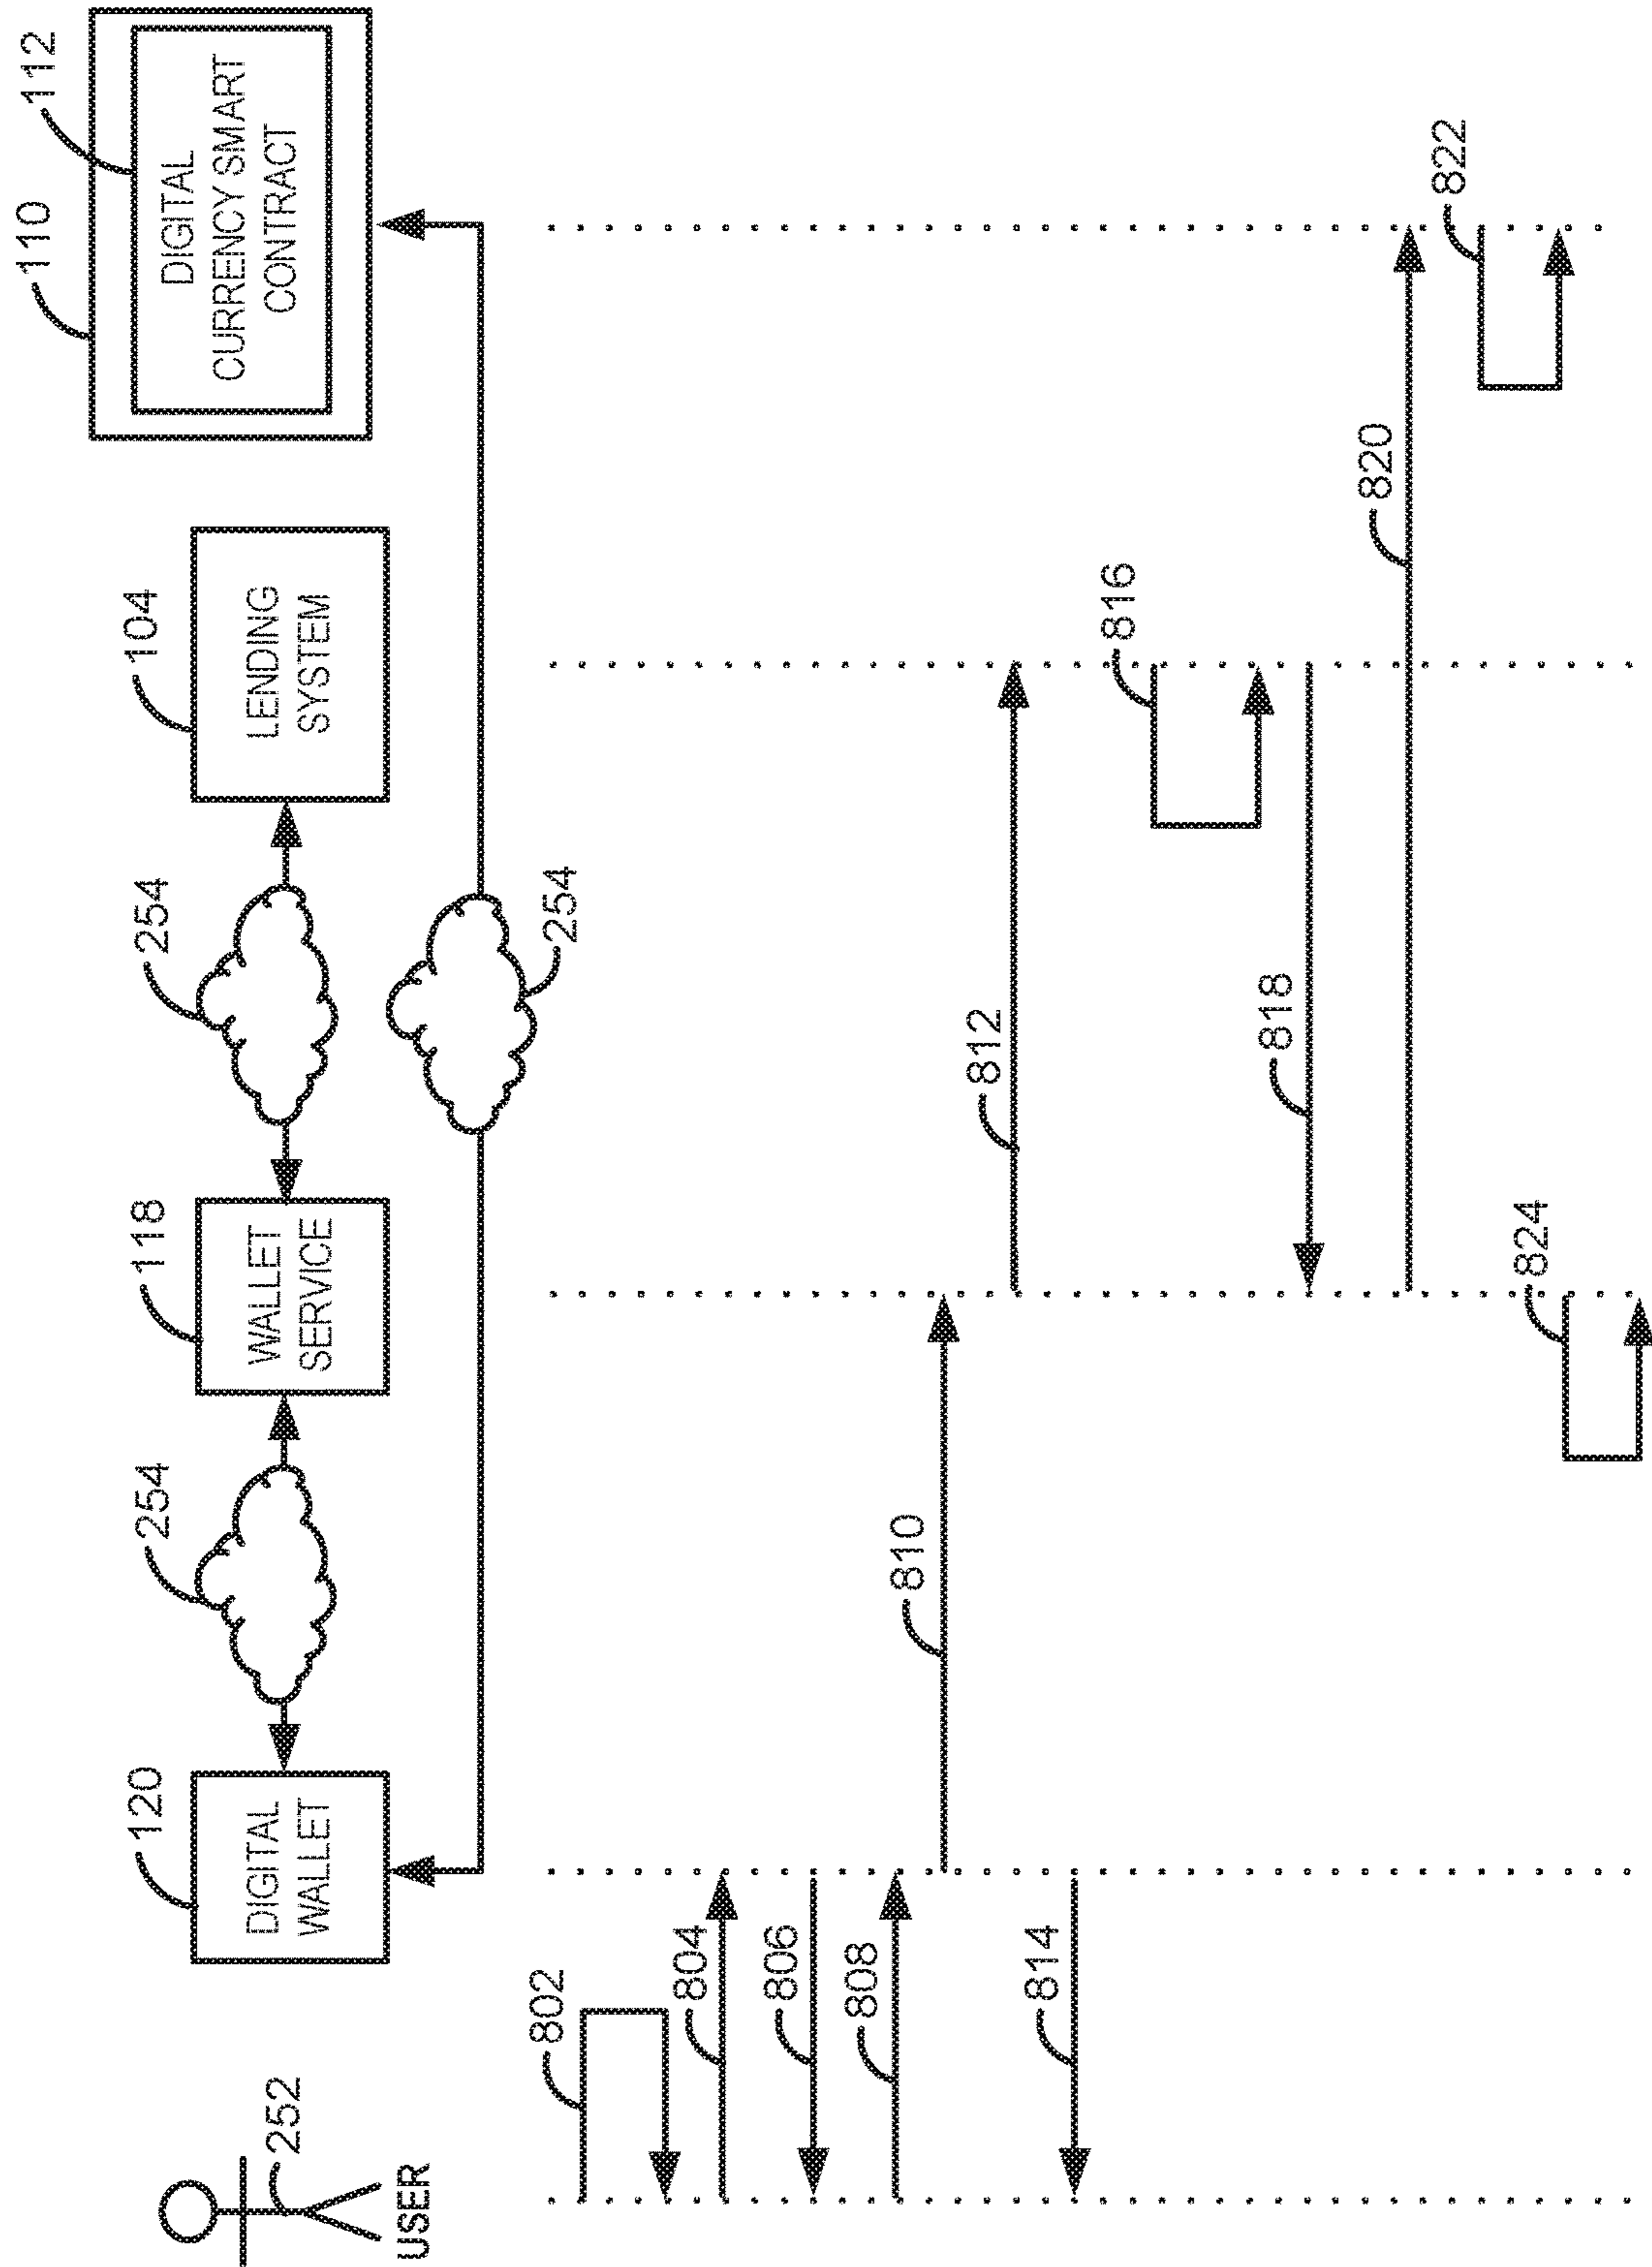 252
USER
120
DIGITAL
WALLET
254
118
WALLET
SERVICE
254
104
LENDING
SYSTEM
110
112
DIGITAL
CURRENCY SMART
CONTRACT
254
802
804
806
808
810
812
814
816
818
820
822
824